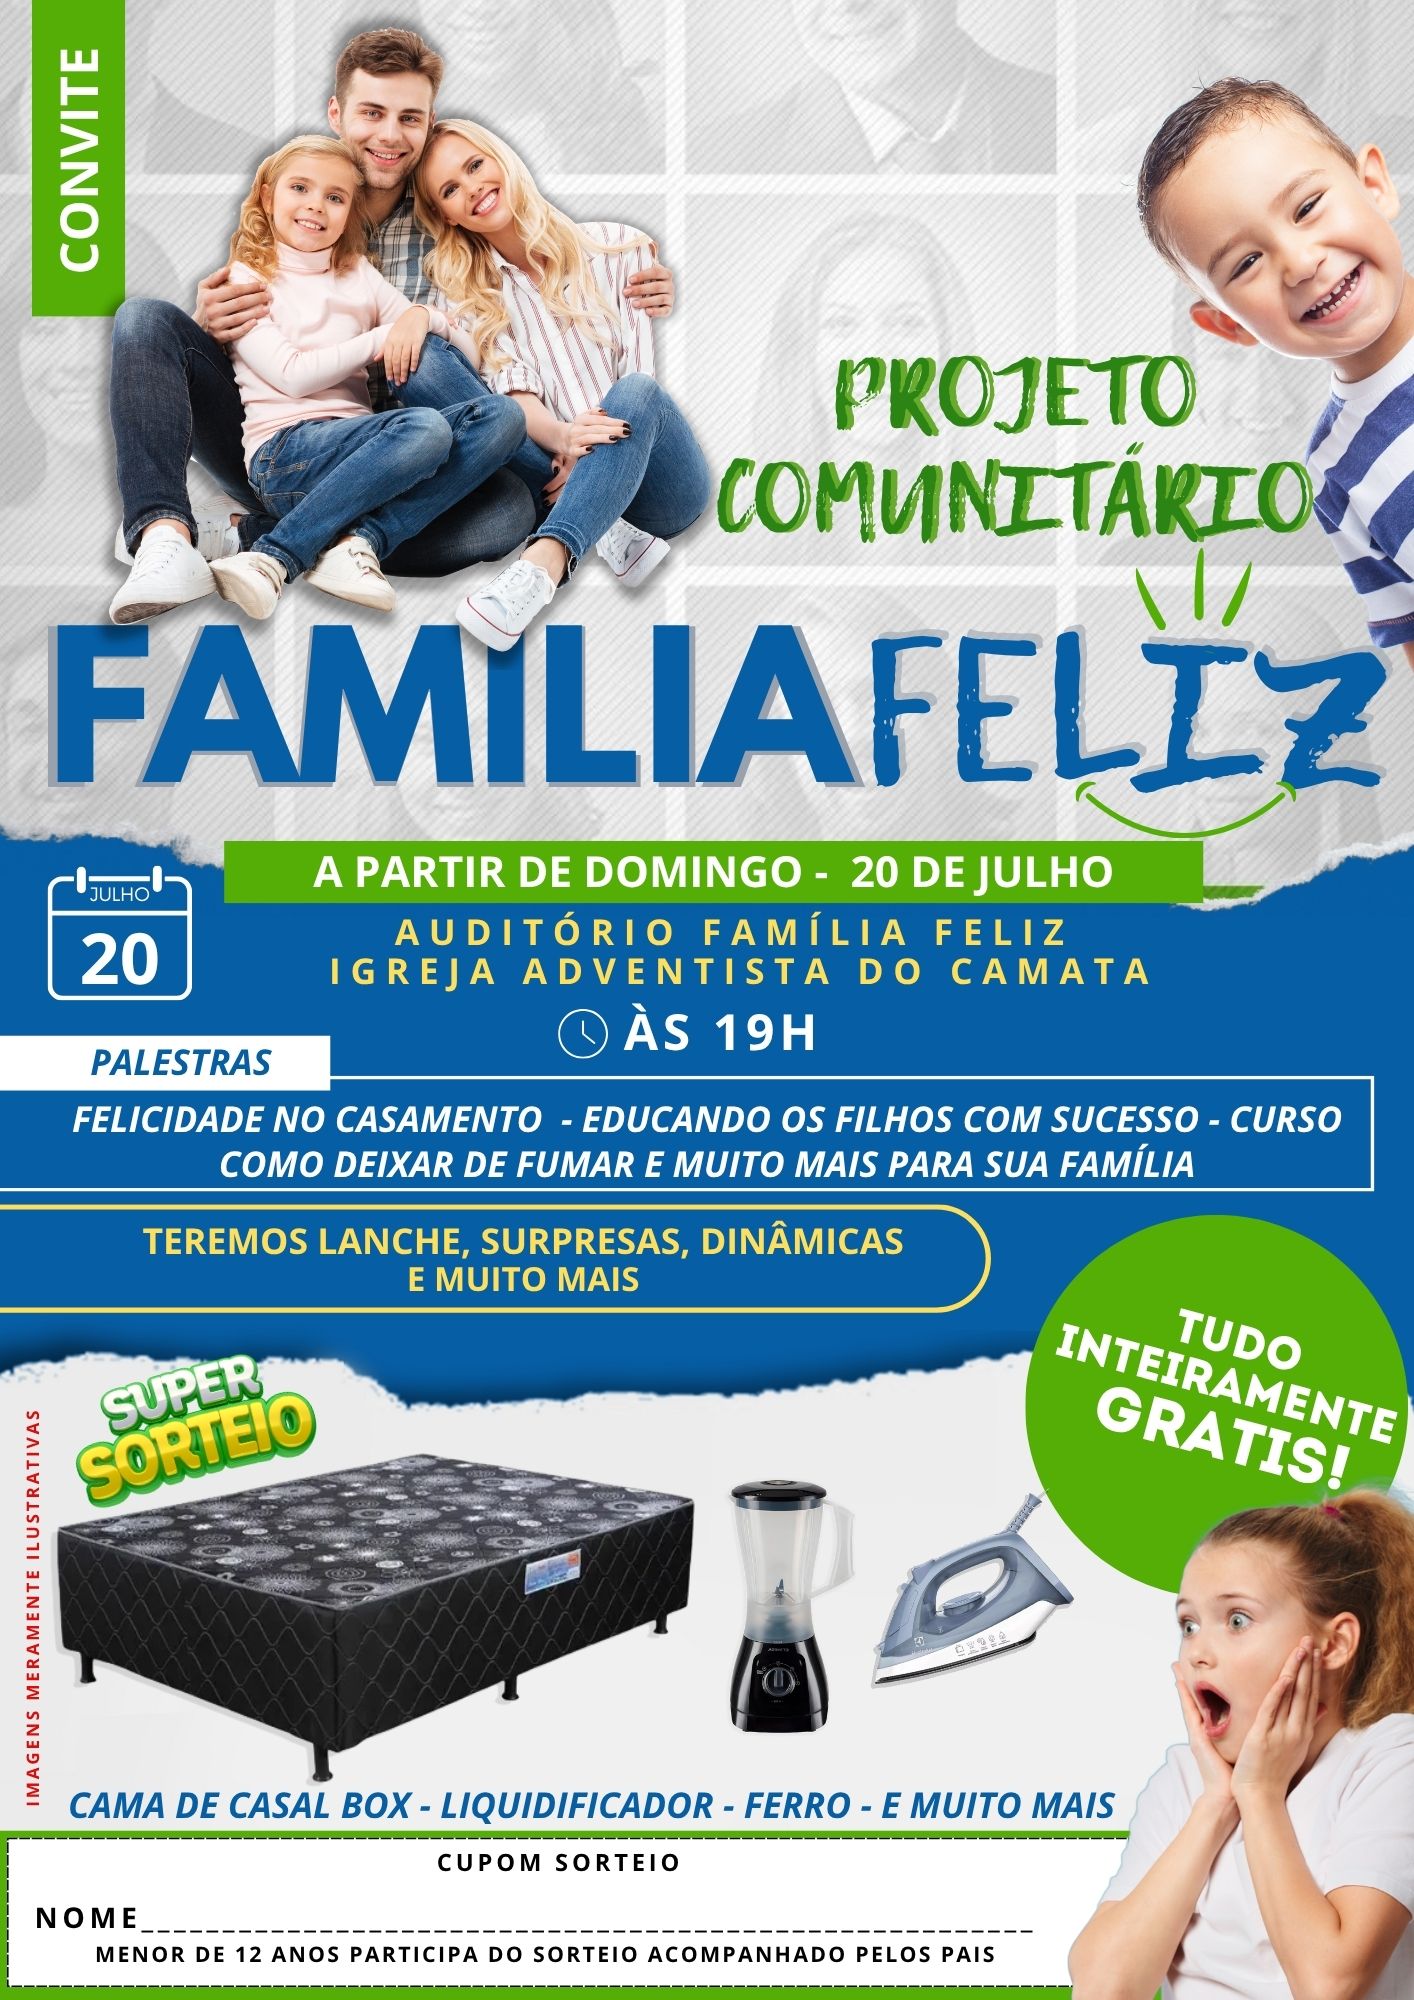 CONVITE
PROJETO
COMUNITÁRIO
FAMÍLIA FELIZ
A PARTIR DE DOMINGO - 20 DE JULHO
JULHO
20
AUDITÓRIO FAMÍLIA FELIZ
IGREJA ADVENTISTA DO CAMATA
ÀS 19H
PALESTRAS
FELICIDADE NO CASAMENTO - EDUCANDO OS FILHOS COM SUCESSO - CURSO
COMO DEIXAR DE FUMAR E MUITO MAIS PARA SUA FAMÍLIA
TEREMOS LANCHE, SURPRESAS, DINÂMICAS
E MUITO MAIS
TUDO
INTEIRAMENTE
GRATIS!
SUPER
SORTEIO
IMAGENS MERAMENTE ILUSTRATIVAS
CAMA DE CASAL BOX - LIQUIDIFICADOR - FERRO - E MUITO MAIS
CUPOM SORTEIO
NOME______________________________________________________
MENOR DE 12 ANOS PARTICIPA DO SORTEIO ACOMPANHADO PELOS PAIS